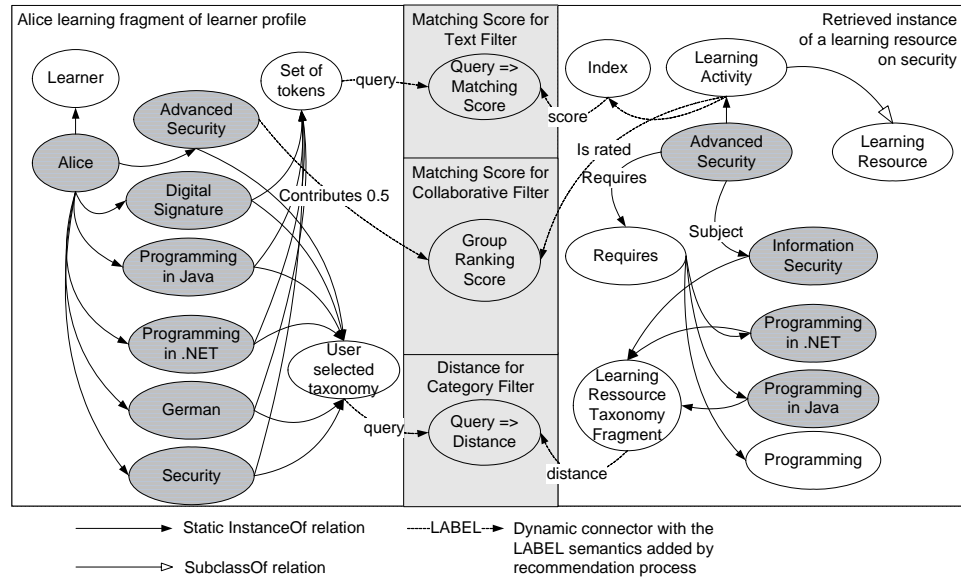 Alice learning fragment of learner profile
Learner
Alice
Advanced
Security
Digital
Signature
Programming
in Java
Programming
in .NET
German
Security
Set of
tokens
User
selected
taxonomy
query
Contributes 0.5
query
Matching Score for
Text Filter
Query =>
Matching
Score
Matching Score for
Collaborative Filter
Group
Ranking
Score
Distance for
Category Filter
Query =>
Distance
Retrieved instance
of a learning resource
on security
Index
Learning
Activity
score
Learning
Resource
Advanced
Security
Is rated
Requires
Subject
Requires
Information
Security
Programming
in .NET
Learning
Ressource
Taxonomy
Fragment
Programming
in Java
Programming
distance
Static InstanceOf relation
SubclassOf relation
LABEL
Dynamic connector with the
LABEL semantics added by
recommendation process